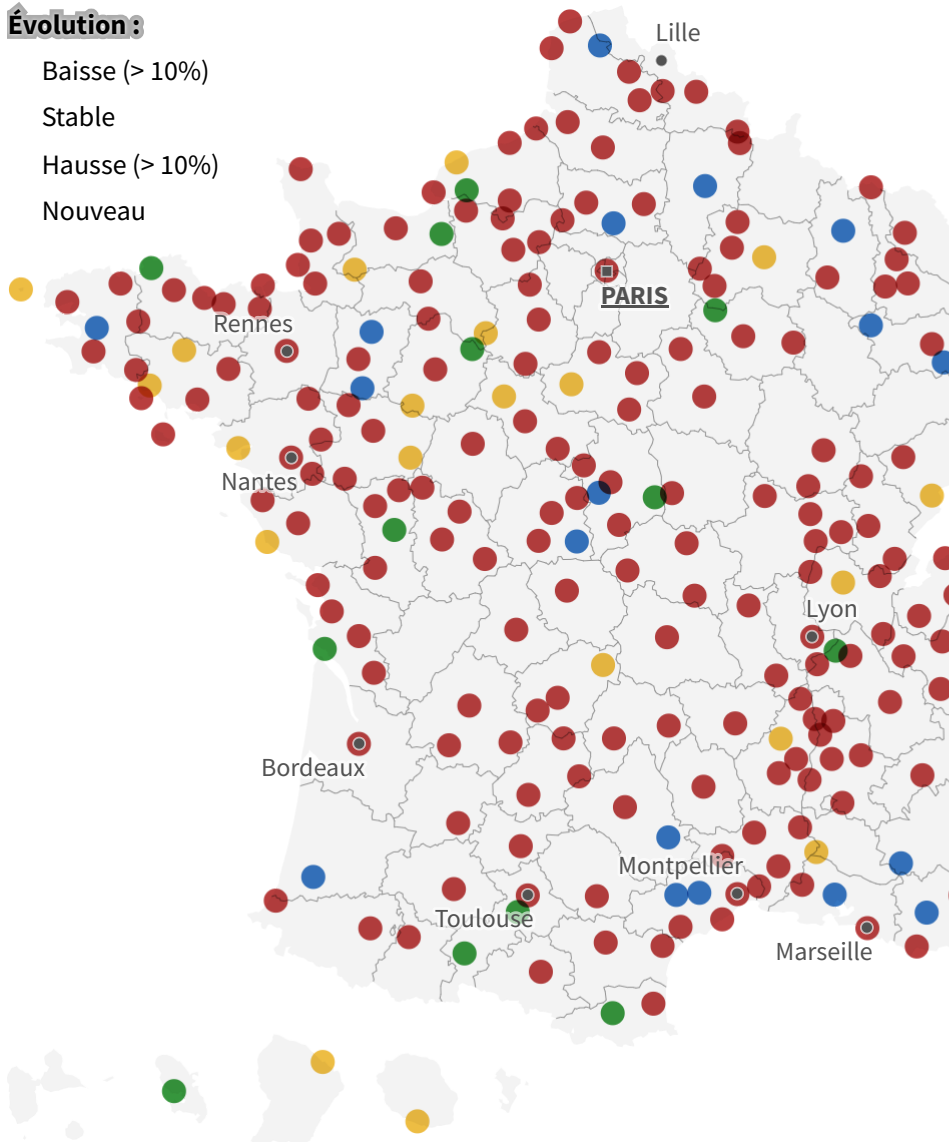 Évolution :
Baisse (> 10%)
Stable
Hausse (> 10%)
Nouveau
Lille
PARIS
Rennes
Nantes
Lyon
Bordeaux
Montpellier
Toulouse
Marseille